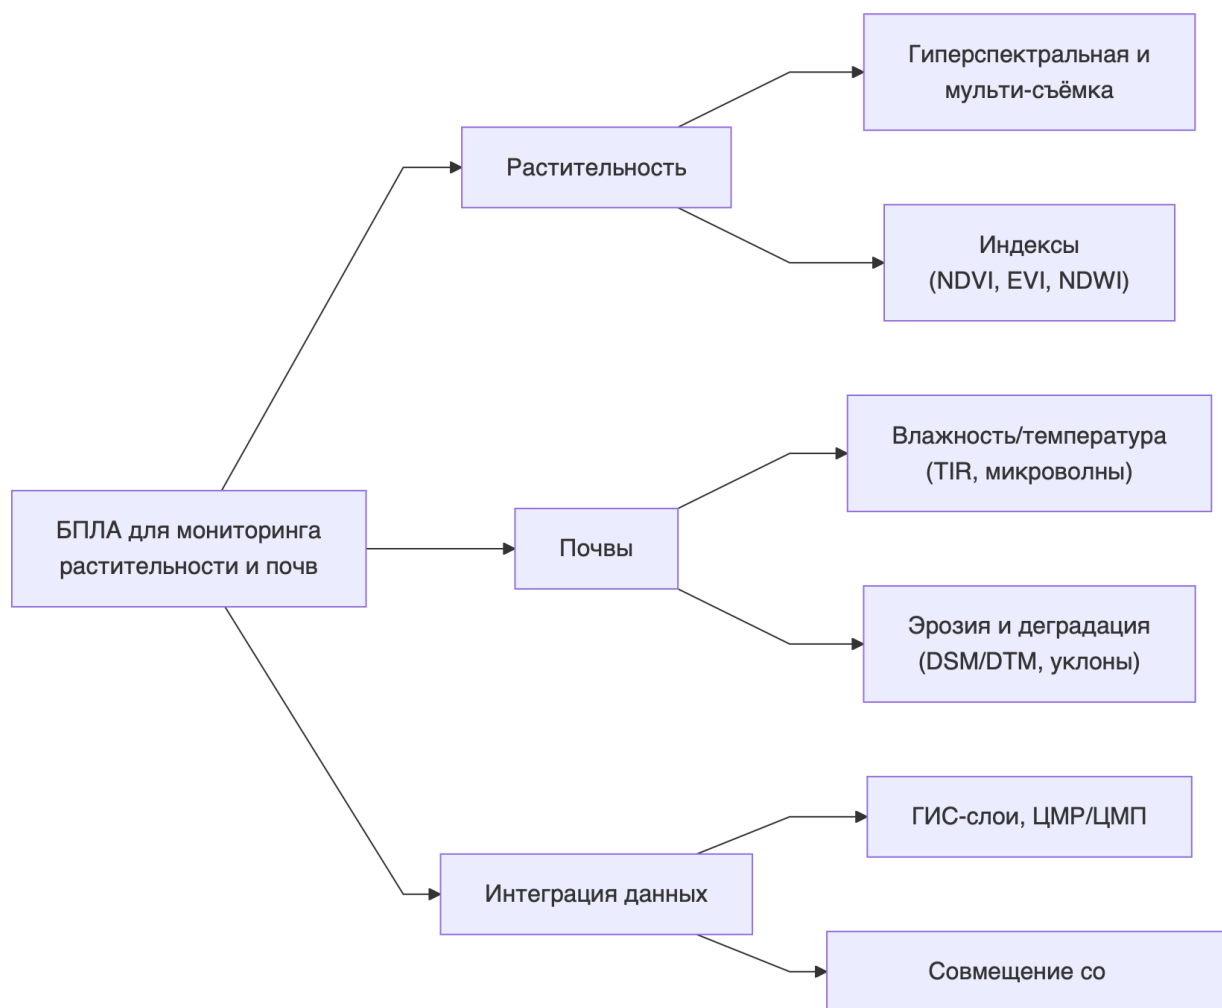 Гиперспектральная и
мульти-съёмка
Растительность
Индексы
(NDVI, EVI, NDWI)
Влажность/температура
(TIR, микроволны)
БПЛА для мониторинга
растительности и почв
Почвы
Эрозия и деградация
(DSM/DTM, уклоны)
ГИС-слои, ЦМР/ЦМП
Интеграция данных
Совмещение со